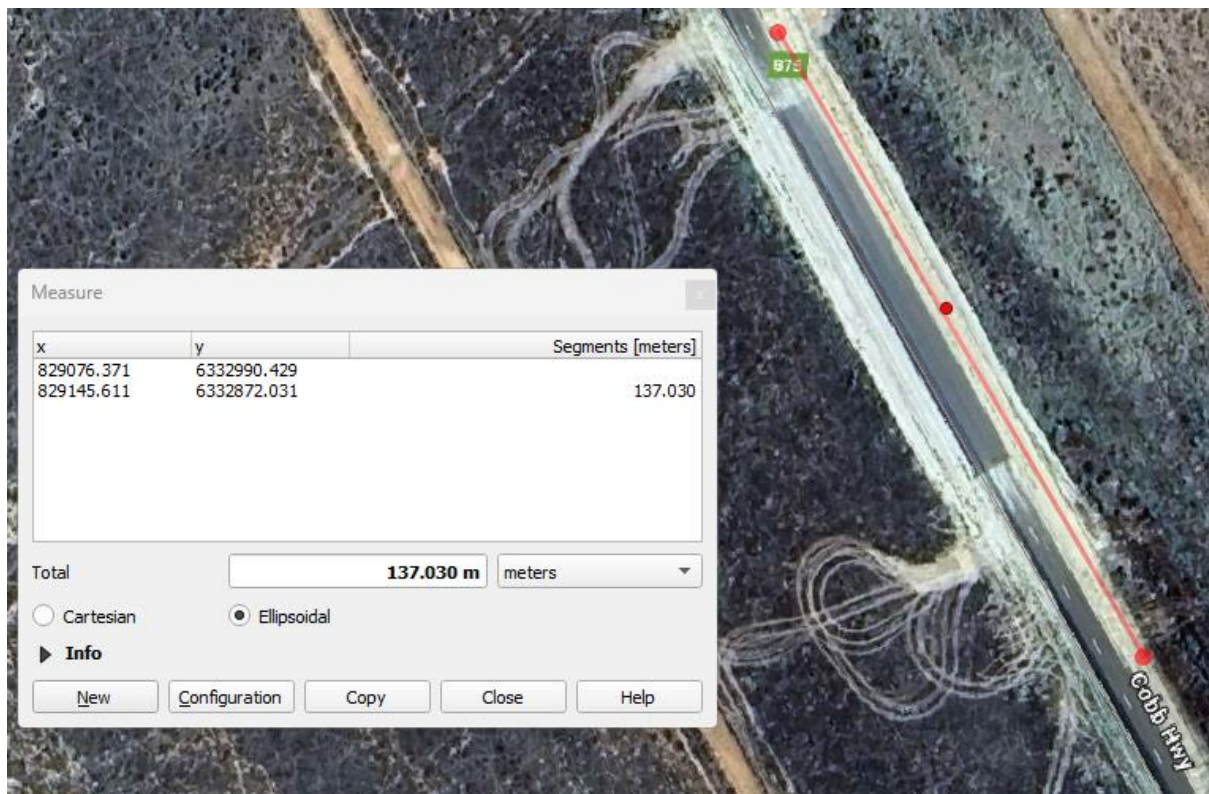 B75
Measure
x y Segments [meters]
829076.371 6332990.429
829145.611 6332872.031 137.030
Total 137.030 m meters
Cartesian Ellipsoidal
Info
New Configuration Copy Close Help
Cobb Hwy